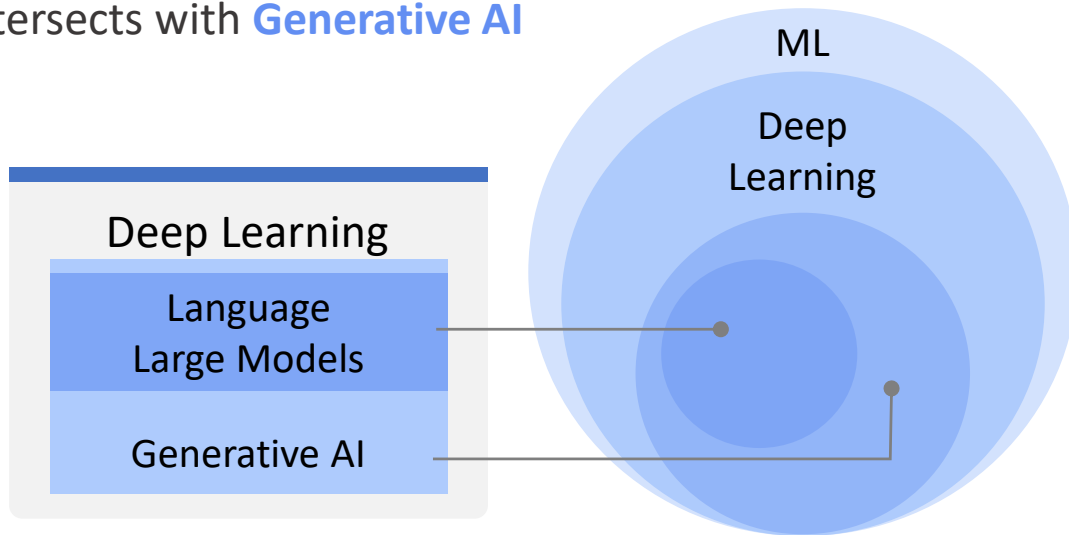 tersects with Generative AI
ML
Deep
Learning
Deep Learning
Language
Large Models
Generative AI